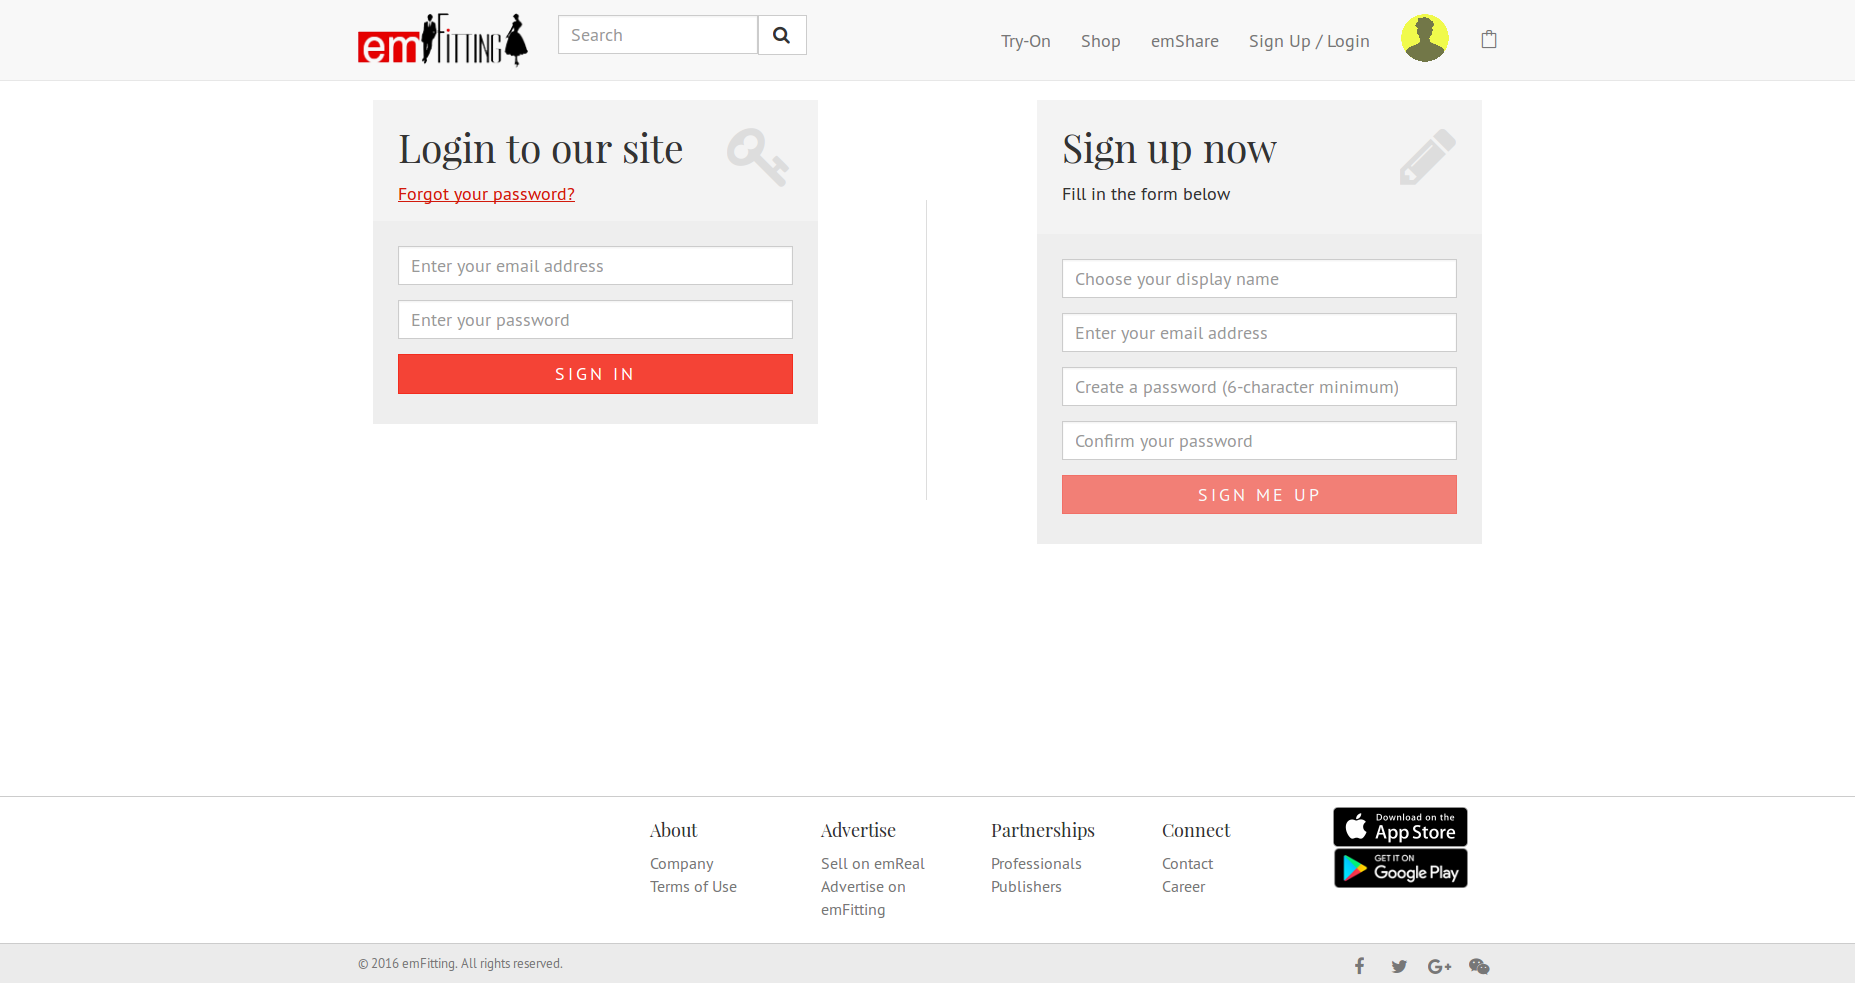 emFitting
Search
Try-On
Shop
emShare
Sign Up / Login
Login to our site
Forgot your password?
Enter your email address
Enter your password
SIGN IN
Sign up now
Fill in the form below
Choose your display name
Enter your email address
Create a password (6-character minimum)
Confirm your password
SIGN ME UP
About
Company
Terms of Use
Advertise
Sell on emReal
Advertise on
emFitting
Partnerships
Professionals
Publishers
Connect
Contact
Career
Download on the
App Store
GET IT ON
Google Play
© 2016 emFitting. All rights reserved.
G+